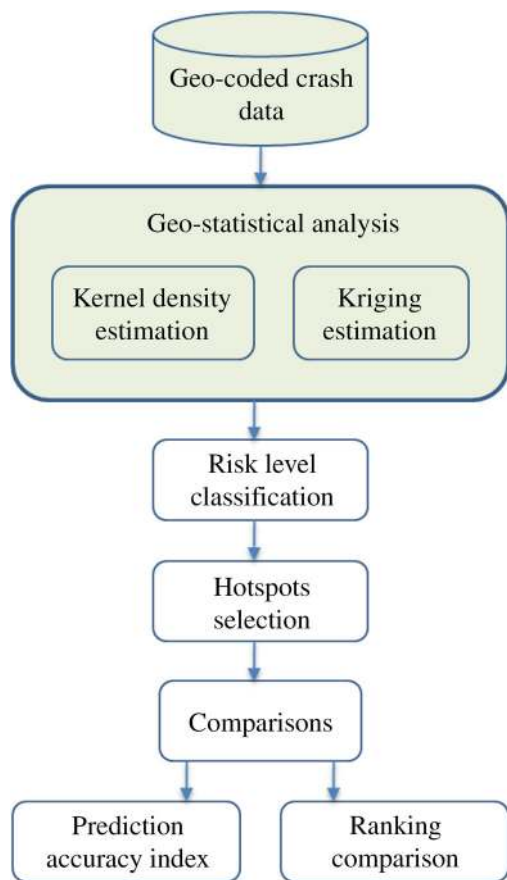 Geo-coded crash
data
Geo-statistical analysis
Kernel density
estimation
Kriging
estimation
Risk level
classification
Hotspots
selection
Comparisons
Prediction
accuracy index
Ranking
comparison